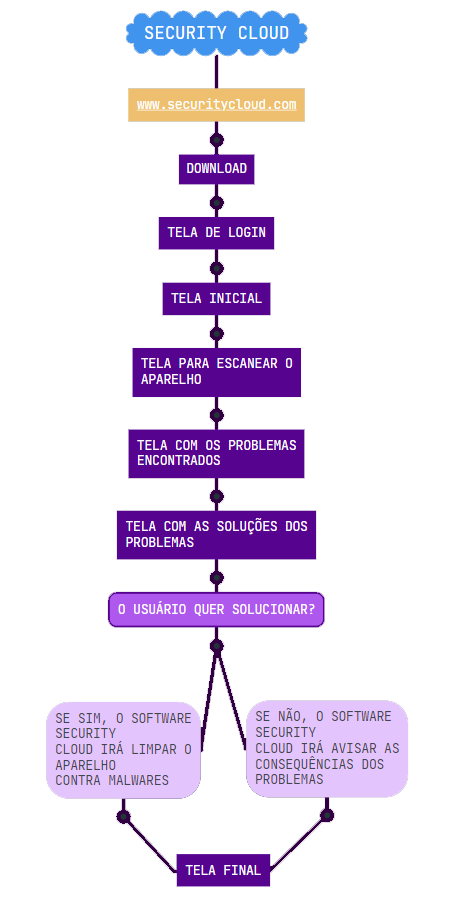 SECURITY CLOUD
www.securitycloud.com
DOWNLOAD
TELA DE LOGIN
TELA INICIAL
TELA PARA ESCANEAR O
APARELHO
TELA COM OS PROBLEMAS
ENCONTRADOS
TELA COM AS SOLUÇÕES DOS
PROBLEMAS
O USUÁRIO QUER SOLUCIONAR?
SE SIM, O SOFTWARE
SECURITY
CLOUD IRÁ LIMPAR O
APARELHO
CONTRA MALWARES
SE NÃO, O SOFTWARE
SECURITY
CLOUD IRÁ AVISAR AS
CONSEQUÊNCIAS DOS
PROBLEMAS
TELA FINAL